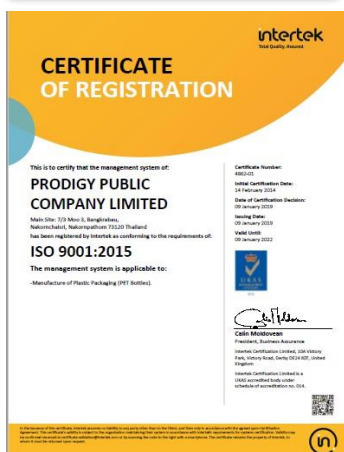 intertek
Total Quality. Assured.
CERTIFICATE
OF REGISTRATION
This is to certify that the management system of:
PRODIGY PUBLIC
COMPANY LIMITED
Main Site: 7/3 Moo 3, Bangkrabau,
Nakornchaisri, Nakornpathom 73120 Thailand
has been registered by Intertek as conforming to the requirements of:
ISO 9001:2015
The management system is applicable to:
-Manufacture of Plastic Packaging (PET Bottles).
Certificate Number:
4862-01
Initial Certification Date:
14 February 2014
Date of Certification Decision:
09 January 2019
Issuing Date:
09 January 2019
Valid Until:
09 January 2022
UKAS
Calin Moldovean
President, Business Assurance
Intertek Certification Limited, 10A Victory
Park, Victory Road, Derby DE24 8ZF, United
Kingdom
Intertek Certification Limited is a
UKAS accredited body under
schedule of accreditation no. 014.
in